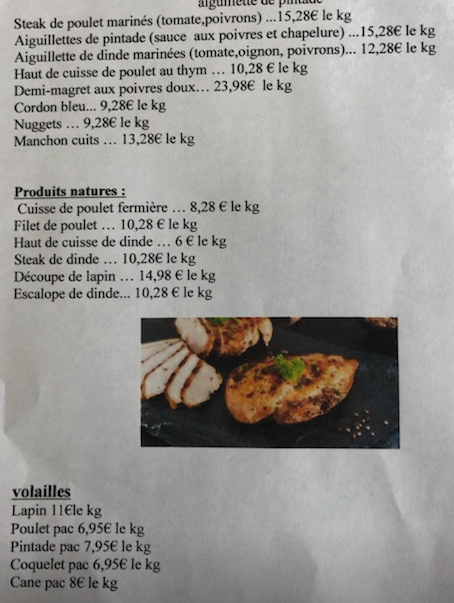 aiguillette de pintade
Steak de poulet marinés (tomate,poivrons) ...15,28€ le kg
Aiguillettes de pintade (sauce aux poivres et chapelure) ...15,28€ le kg
Aiguillette de dinde marinées (tomate,oignon, poivrons)... 12,28€ le kg
Haut de cuisse de poulet au thym ... 10,28 € le kg
Demi-magret aux poivres doux... 23,98€ le kg
Cordon bleu... 9,28€ le kg
Nuggets ... 9,28€ le kg
Manchon cuits ... 13,28€ le kg
Produits natures :
Cuisse de poulet fermière ... 8,28 € le kg
Filet de poulet ... 10,28 € le kg
Haut de cuisse de dinde ... 6 € le kg
Steak de dinde ... 10,28€ le kg
Découpe de lapin ... 14,98 € le kg
Escalope de dinde... 10,28 € le kg
volailles
Lapin 11€le kg
Poulet pac 6,95€ le kg
Pintade pac 7,95€ le kg
Coquelet pac 6,95€ le kg
Cane pac 8€ le kg